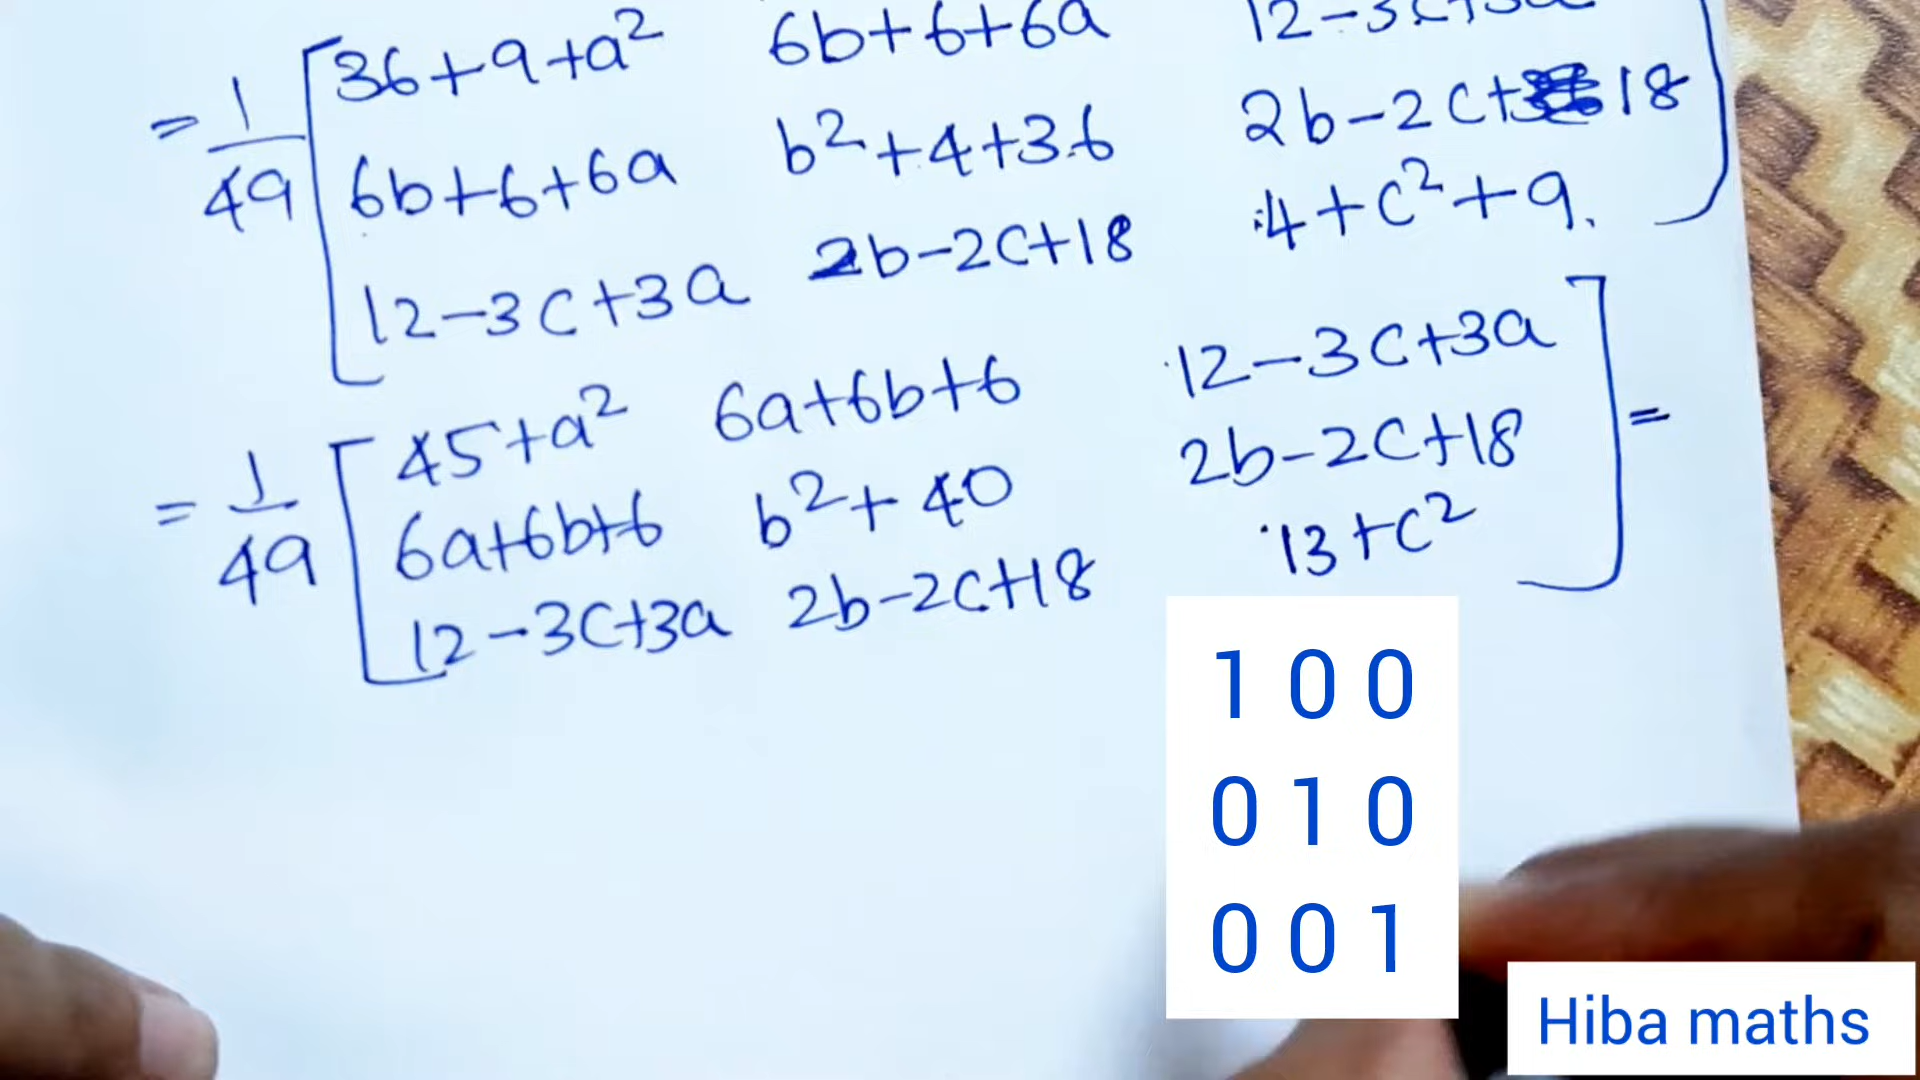 = 1/49 [ 36+9+a² 6b+6+6a 12-3c+3a
6b+6+6a b²+4+36 2b-2c+18
12-3c+3a 2b-2c+18 4+c²+9. ]
= 1/49 [ 45+a² 6a+6b+6 12-3c+3a
6a+6b+6 b²+40 2b-2c+18
12-3c+3a 2b-2c+18 13+c² ] =
1 0 0
0 1 0
0 0 1
Hiba maths